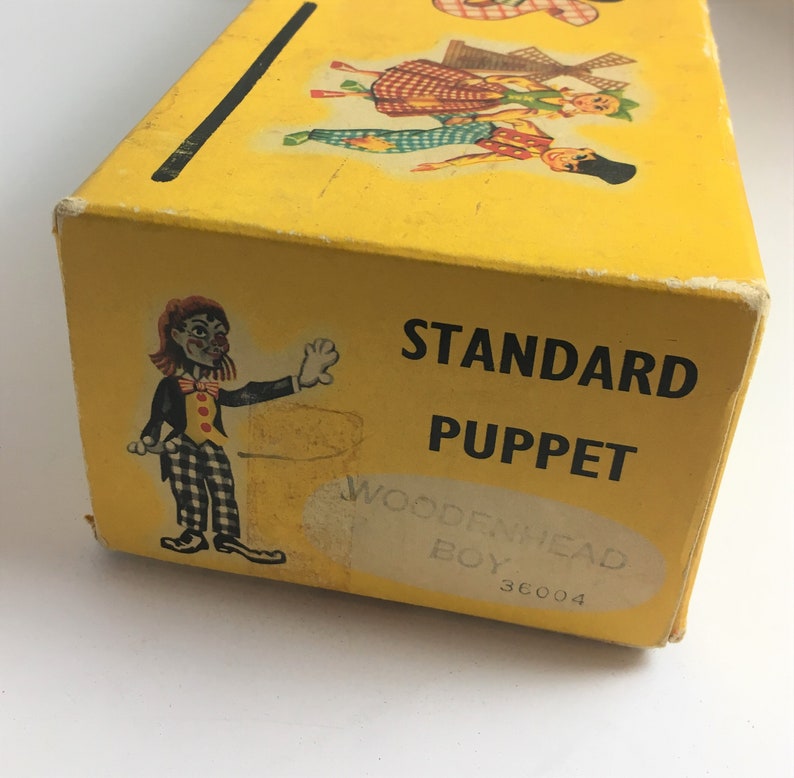 STANDARD
PUPPET
WOODENHEAD
BOY
36004